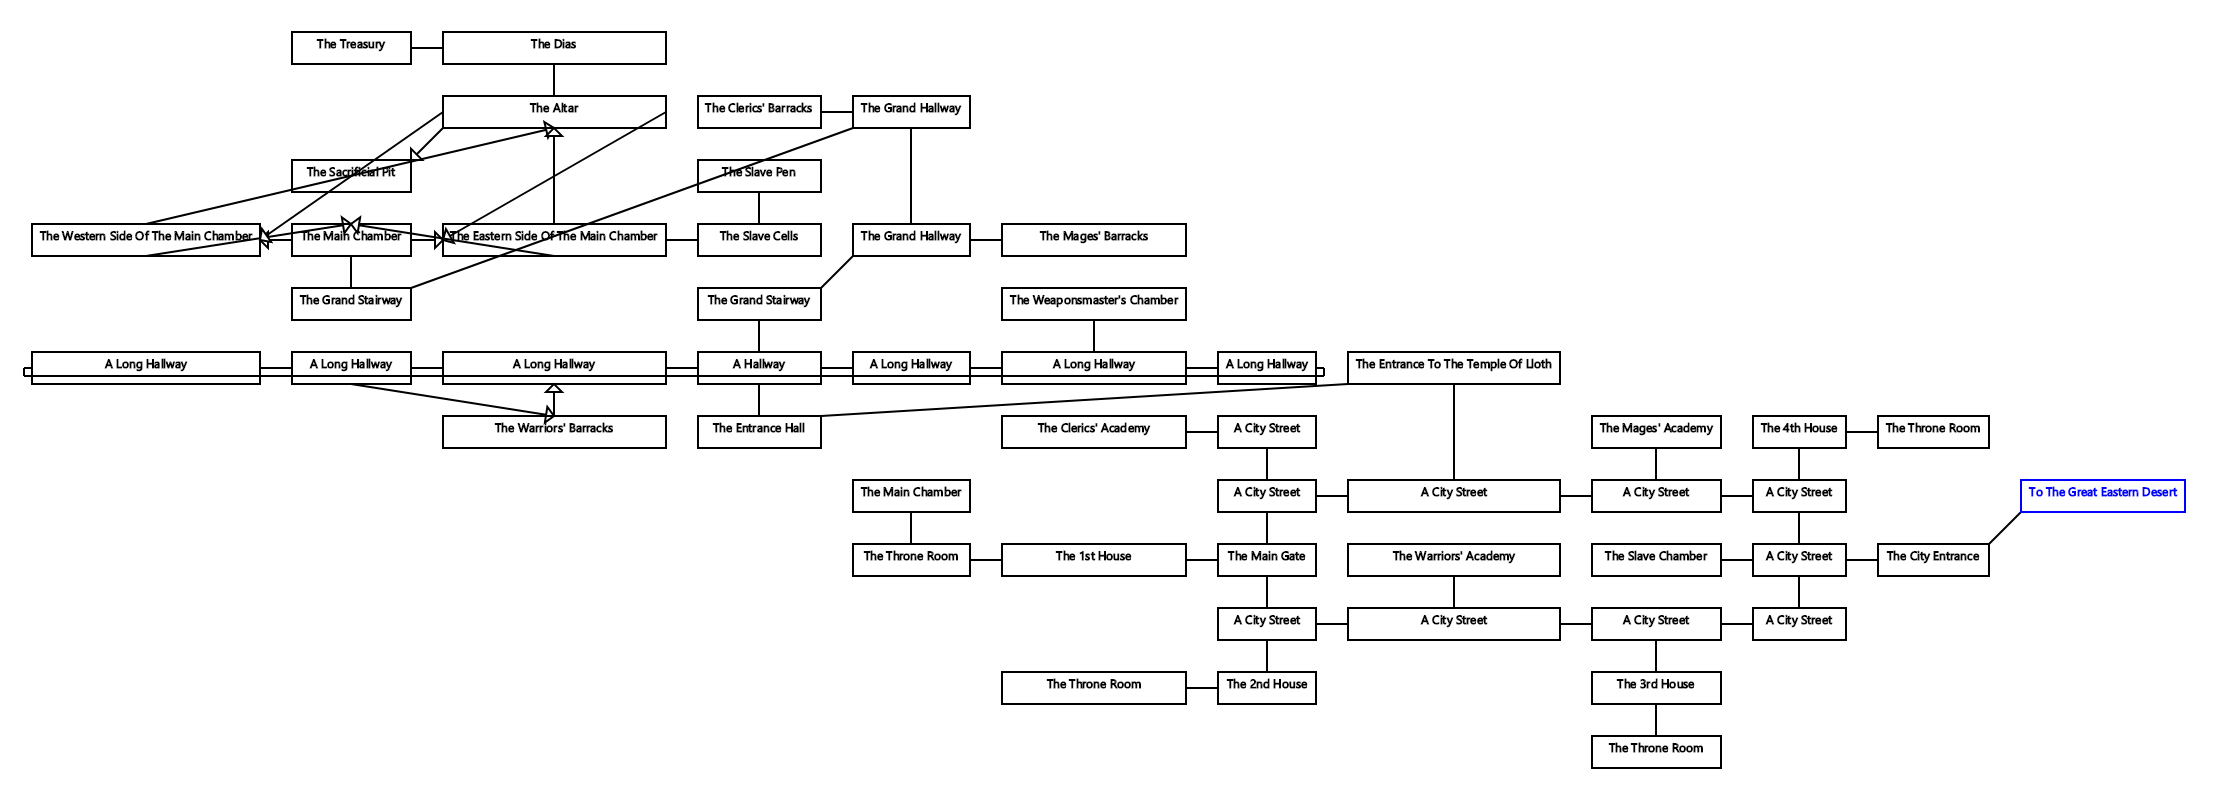 The Treasury
The Dias
The Altar
The Clerics' Barracks
The Grand Hallway
The Sacrificial Pit
The Slave Pen
The Western Side Of The Main Chamber
The Main Chamber
The Eastern Side Of The Main Chamber
The Slave Cells
The Grand Hallway
The Mages' Barracks
The Grand Stairway
The Grand Stairway
The Weaponsmaster's Chamber
A Long Hallway
A Long Hallway
A Long Hallway
A Hallway
A Long Hallway
A Long Hallway
A Long Hallway
The Entrance To The Temple Of Lloth
The Warriors' Barracks
The Entrance Hall
The Clerics' Academy
A City Street
The Mages' Academy
The 4th House
The Throne Room
The Main Chamber
A City Street
A City Street
A City Street
A City Street
To The Great Eastern Desert
The Throne Room
The 1st House
The Main Gate
The Warriors' Academy
The Slave Chamber
A City Street
The City Entrance
A City Street
A City Street
A City Street
A City Street
The Throne Room
The 2nd House
The 3rd House
The Throne Room